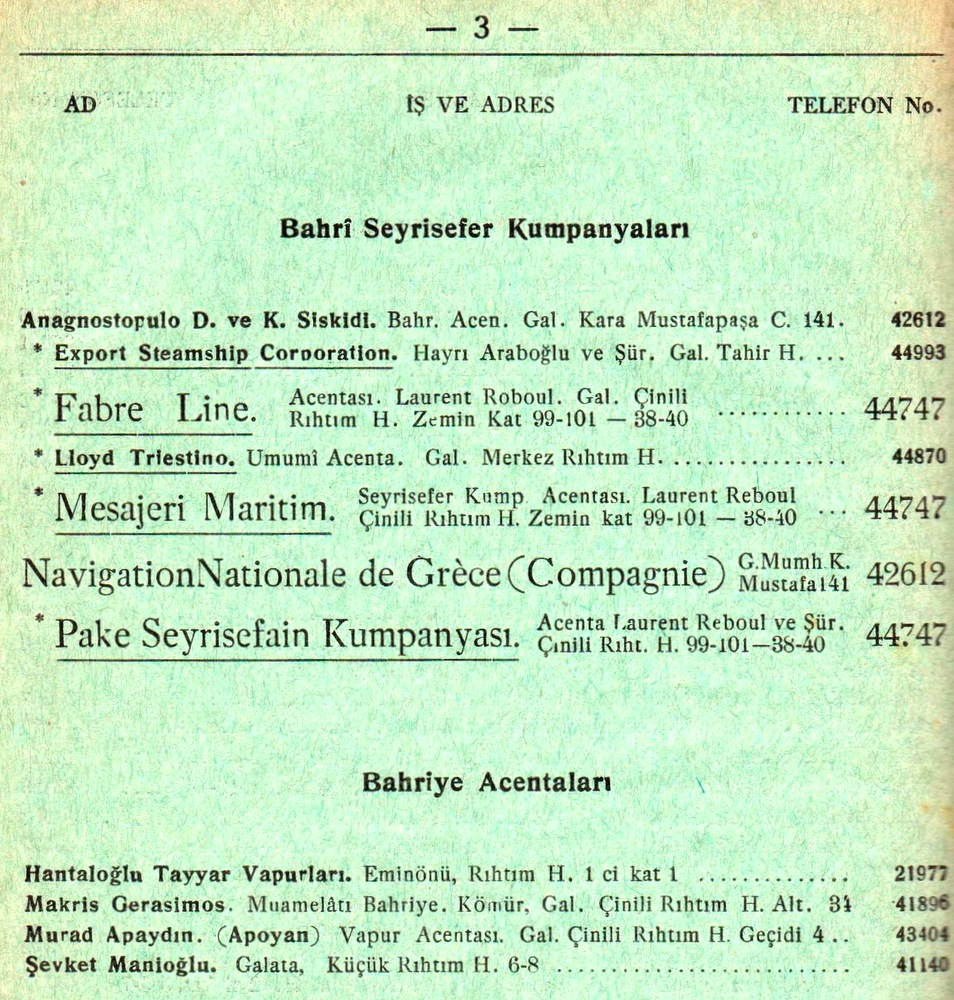 — 3 —
AD İŞ VE ADRES TELEFON No.
Bahrî Seyrisefer Kumpanyaları
Anagnostopulo D. ve K. Siskidi. Bahr. Acen. Gal. Kara Mustafapaşa C. 141. 42612
* Export Steamship Corporation. Hayrı Araboğlu ve Şür. Gal. Tahir H. ... 44993
* Fabre Line. Acentası. Laurent Roboul. Gal. Çinili
Rıhtım H. Zemin Kat 99-101 — 38-40 ............ 44747
* Lloyd Triestino. Umumî Acenta. Gal. Merkez Rıhtım H. ................ 44870
* Mesajeri Maritim. Seyrisefer Kump Acentası. Laurent Reboul
Çinili Rıhtım H. Zemin kat 99-101 — 38-40 ... 44747
Navigation Nationale de Grèce (Compagnie) G.Mumh.K.
Mustafa 141 42612
* Pake Seyrisefain Kumpanyası. Acenta Laurent Reboul ve Şür.
Çinili Rıht. H. 99-101—38-40 44747
Bahriye Acentaları
Hantaloğlu Tayyar Vapurları. Eminönü, Rıhtım H. 1 ci kat 1 .............. 21977
Makris Gerasimos. Muamelâtı Bahriye. Kömür, Gal. Çinili Rıhtım H. Alt. 34 41896
Murad Apaydın. (Apoyan) Vapur Acentası. Gal. Çinili Rıhtım H. Geçidi 4 .. 43404
Şevket Manioğlu. Galata, Küçük Rıhtım H. 6-8 ............................ 41140